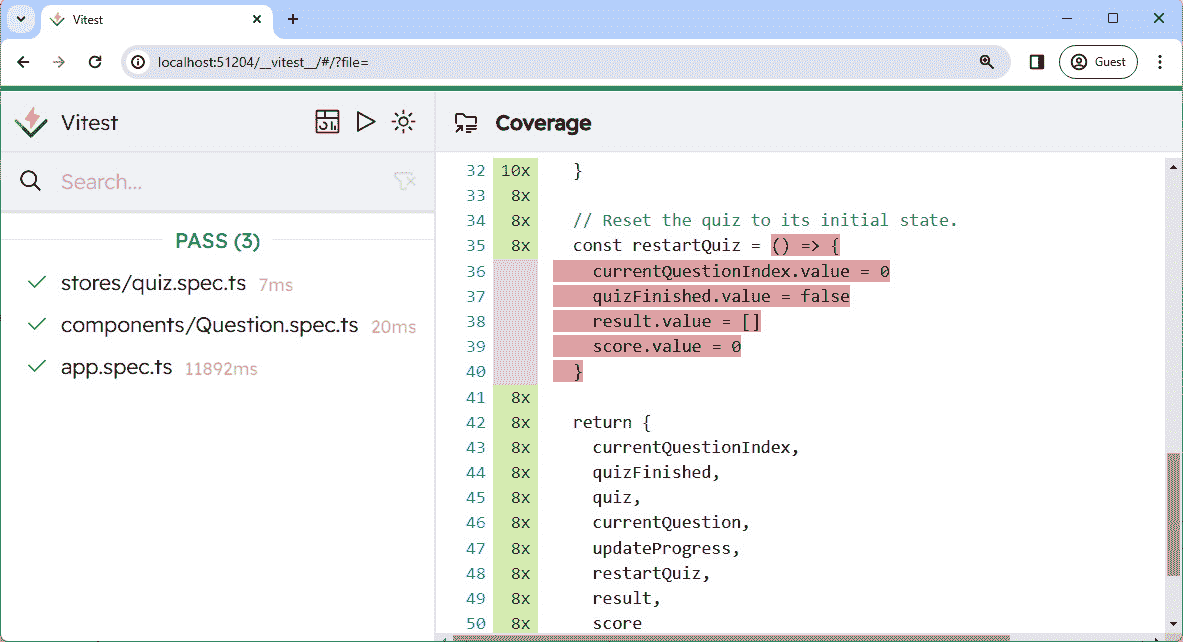 Vitest
localhost:51204/__vitest__/#/?file=
Guest
Vitest
Search...
PASS (3)
stores/quiz.spec.ts 7ms
components/Question.spec.ts 20ms
app.spec.ts 11892ms
Coverage
32 10x }
33 8x
34 8x // Reset the quiz to its initial state.
35 8x const restartQuiz = () => {
36 currentQuestionIndex.value = 0
37 quizFinished.value = false
38 result.value = []
39 score.value = 0
40 }
41 8x
42 8x return {
43 8x currentQuestionIndex,
44 8x quizFinished,
45 8x quiz,
46 8x currentQuestion,
47 8x updateProgress,
48 8x restartQuiz,
49 8x result,
50 8x score